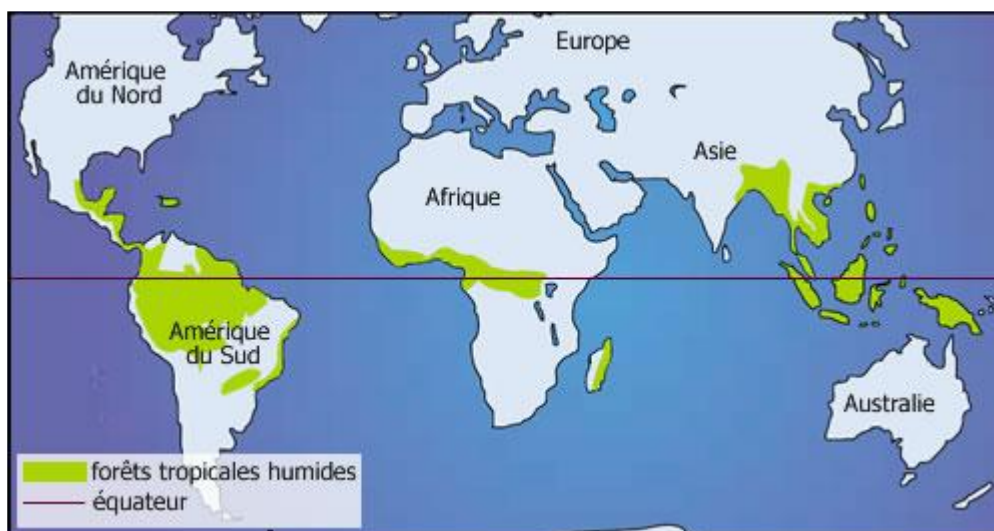 Europe
Amérique
du Nord
Asie
Afrique
Amérique
du Sud
Australie
forêts tropicales humides
équateur